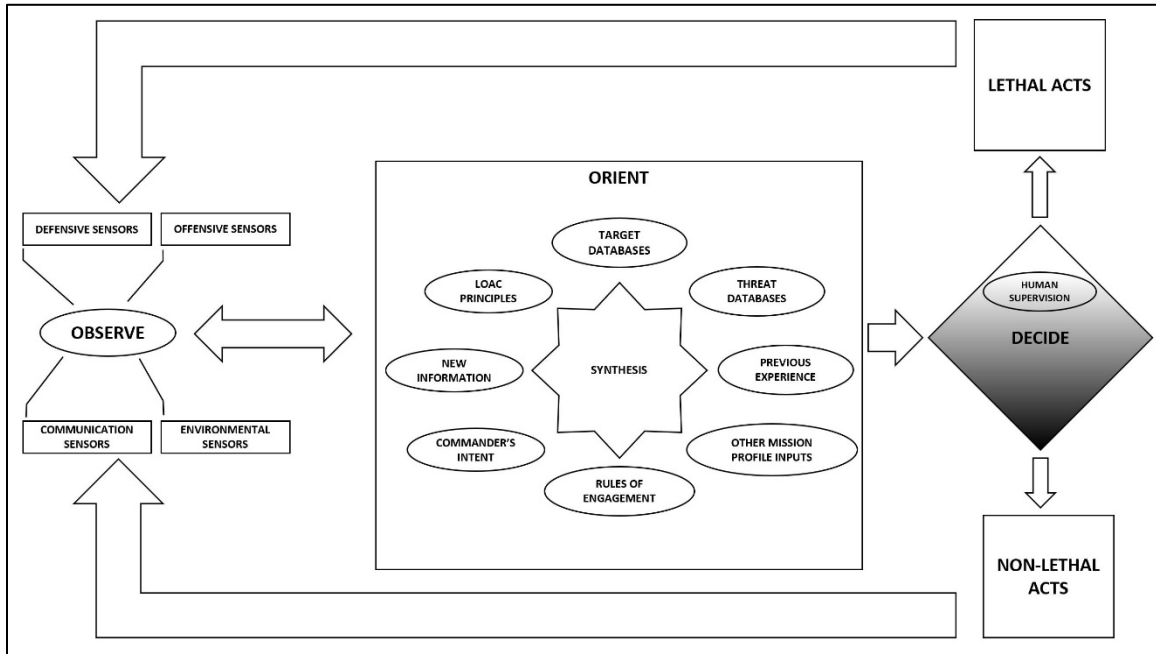 LETHAL ACTS
DEFENSIVE SENSORS
OFFENSIVE SENSORS
OBSERVE
COMMUNICATION
SENSORS
ENVIRONMENTAL
SENSORS
ORIENT
TARGET
DATABASES
LOAC
PRINCIPLES
THREAT
DATABASES
NEW
INFORMATION
SYNTHESIS
PREVIOUS
EXPERIENCE
COMMANDER'S
INTENT
OTHER MISSION
PROFILE INPUTS
RULES OF
ENGAGEMENT
HUMAN
SUPERVISION
DECIDE
NON-LETHAL
ACTS